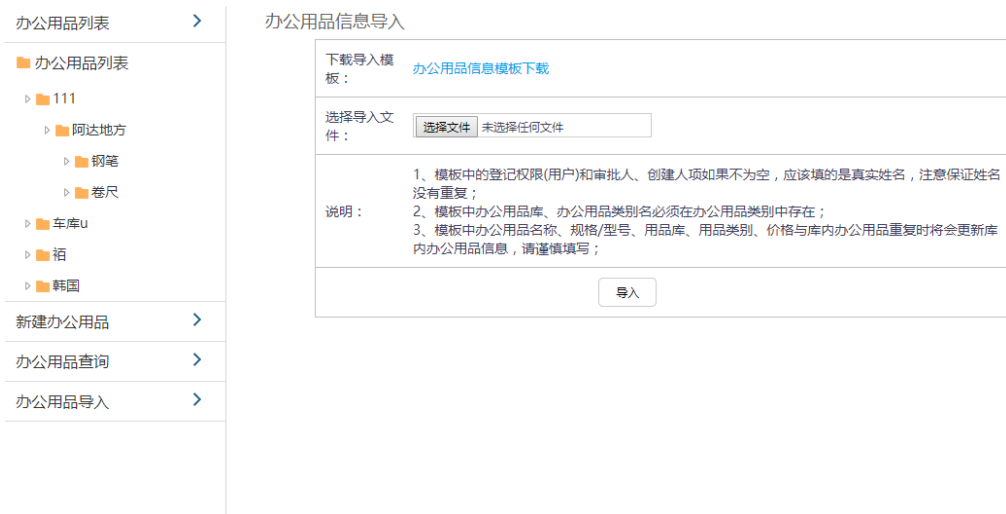 办公用品列表
办公用品列表
111
阿达地方
钢笔
卷尺
车库u
袹
韩国
新建办公用品
办公用品查询
办公用品导入
办公用品信息导入
下载导入模
板：
办公用品信息模板下载
选择导入文
件：
选择文件 未选择任何文件
说明：
1、模板中的登记权限(用户)和审批人、创建人项如果不为空，应该填的是真实姓名，注意保证姓名
没有重复；
2、模板中办公用品库、办公用品类别名必须在办公用品类别中存在；
3、模板中办公用品名称、规格/型号、用品库、用品类别、价格与库内办公用品重复时将会更新库
内办公用品信息，请谨慎填写；
导入